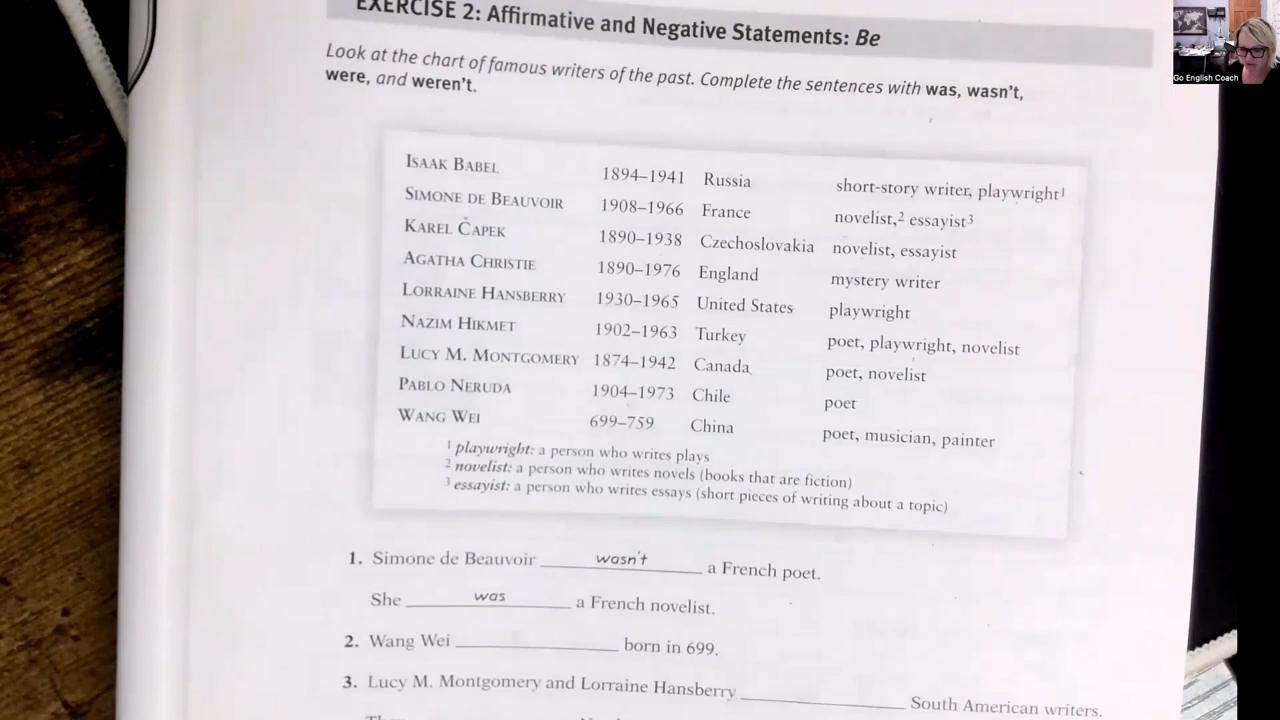 EXERCISE 2: Affirmative and Negative Statements: Be
Look at the chart of famous writers of the past. Complete the sentences with was, wasn't,
were, and weren't.
Go English Coach
ISAAK BABEL 1894–1941 Russia short-story writer, playwright¹
SIMONE DE BEAUVOIR 1908–1966 France novelist,² essayist³
KAREL ČAPEK 1890–1938 Czechoslovakia novelist, essayist
AGATHA CHRISTIE 1890–1976 England mystery writer
LORRAINE HANSBERRY 1930–1965 United States playwright
NAZIM HIKMET 1902–1963 Turkey poet, playwright, novelist
LUCY M. MONTGOMERY 1874–1942 Canada poet, novelist
PABLO NERUDA 1904–1973 Chile poet
WANG WEI 699–759 China poet, musician, painter
¹ playwright: a person who writes plays
² novelist: a person who writes novels (books that are fiction)
³ essayist: a person who writes essays (short pieces of writing about a topic)
1. Simone de Beauvoir wasn't a French poet.
She was a French novelist.
2. Wang Wei born in 699.
3. Lucy M. Montgomery and Lorraine Hansberry South American writers.